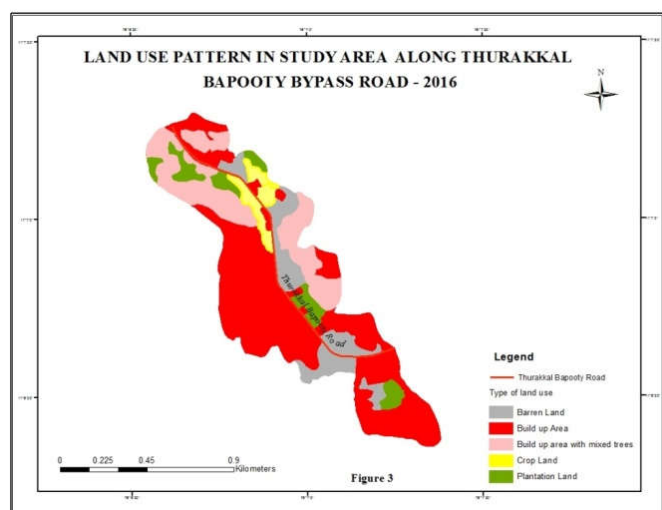 LAND USE PATTERN IN STUDY AREA ALONG THURAKKAL
BAPOOTY BYPASS ROAD - 2016
N
Road
Legend
Thurakkal Bapooty Road
Type of land use
Barren Land
Build up Area
Build up area with mixed trees
Crop Land
Plantation Land
0 0.225 0.45 0.9
Kilometers
Figure 3